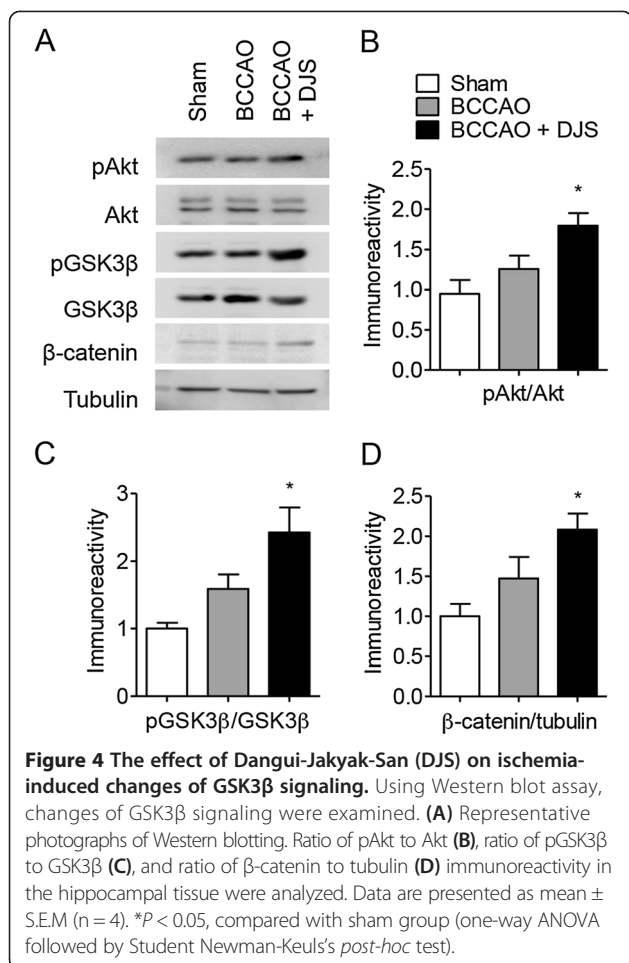 A
Sham
BCCAO
BCCAO
+ DJS
pAkt
Akt
pGSK3β
GSK3β
β-catenin
Tubulin
B
Sham
BCCAO
BCCAO + DJS
Immunoreactivity
2.5
2.0
1.5
1.0
0.5
0.0
*
pAkt/Akt
C
Immunoreactivity
3
2
1
0
*
pGSK3β/GSK3β
D
Immunoreactivity
2.5
2.0
1.5
1.0
0.5
0.0
*
β-catenin/tubulin
Figure 4 The effect of Dangui-Jakyak-San (DJS) on ischemia-
induced changes of GSK3β signaling. Using Western blot assay,
changes of GSK3β signaling were examined. (A) Representative
photographs of Western blotting. Ratio of pAkt to Akt (B), ratio of pGSK3β
to GSK3β (C), and ratio of β-catenin to tubulin (D) immunoreactivity in
the hippocampal tissue were analyzed. Data are presented as mean ±
S.E.M (n = 4). *P < 0.05, compared with sham group (one-way ANOVA
followed by Student Newman-Keuls's post-hoc test).